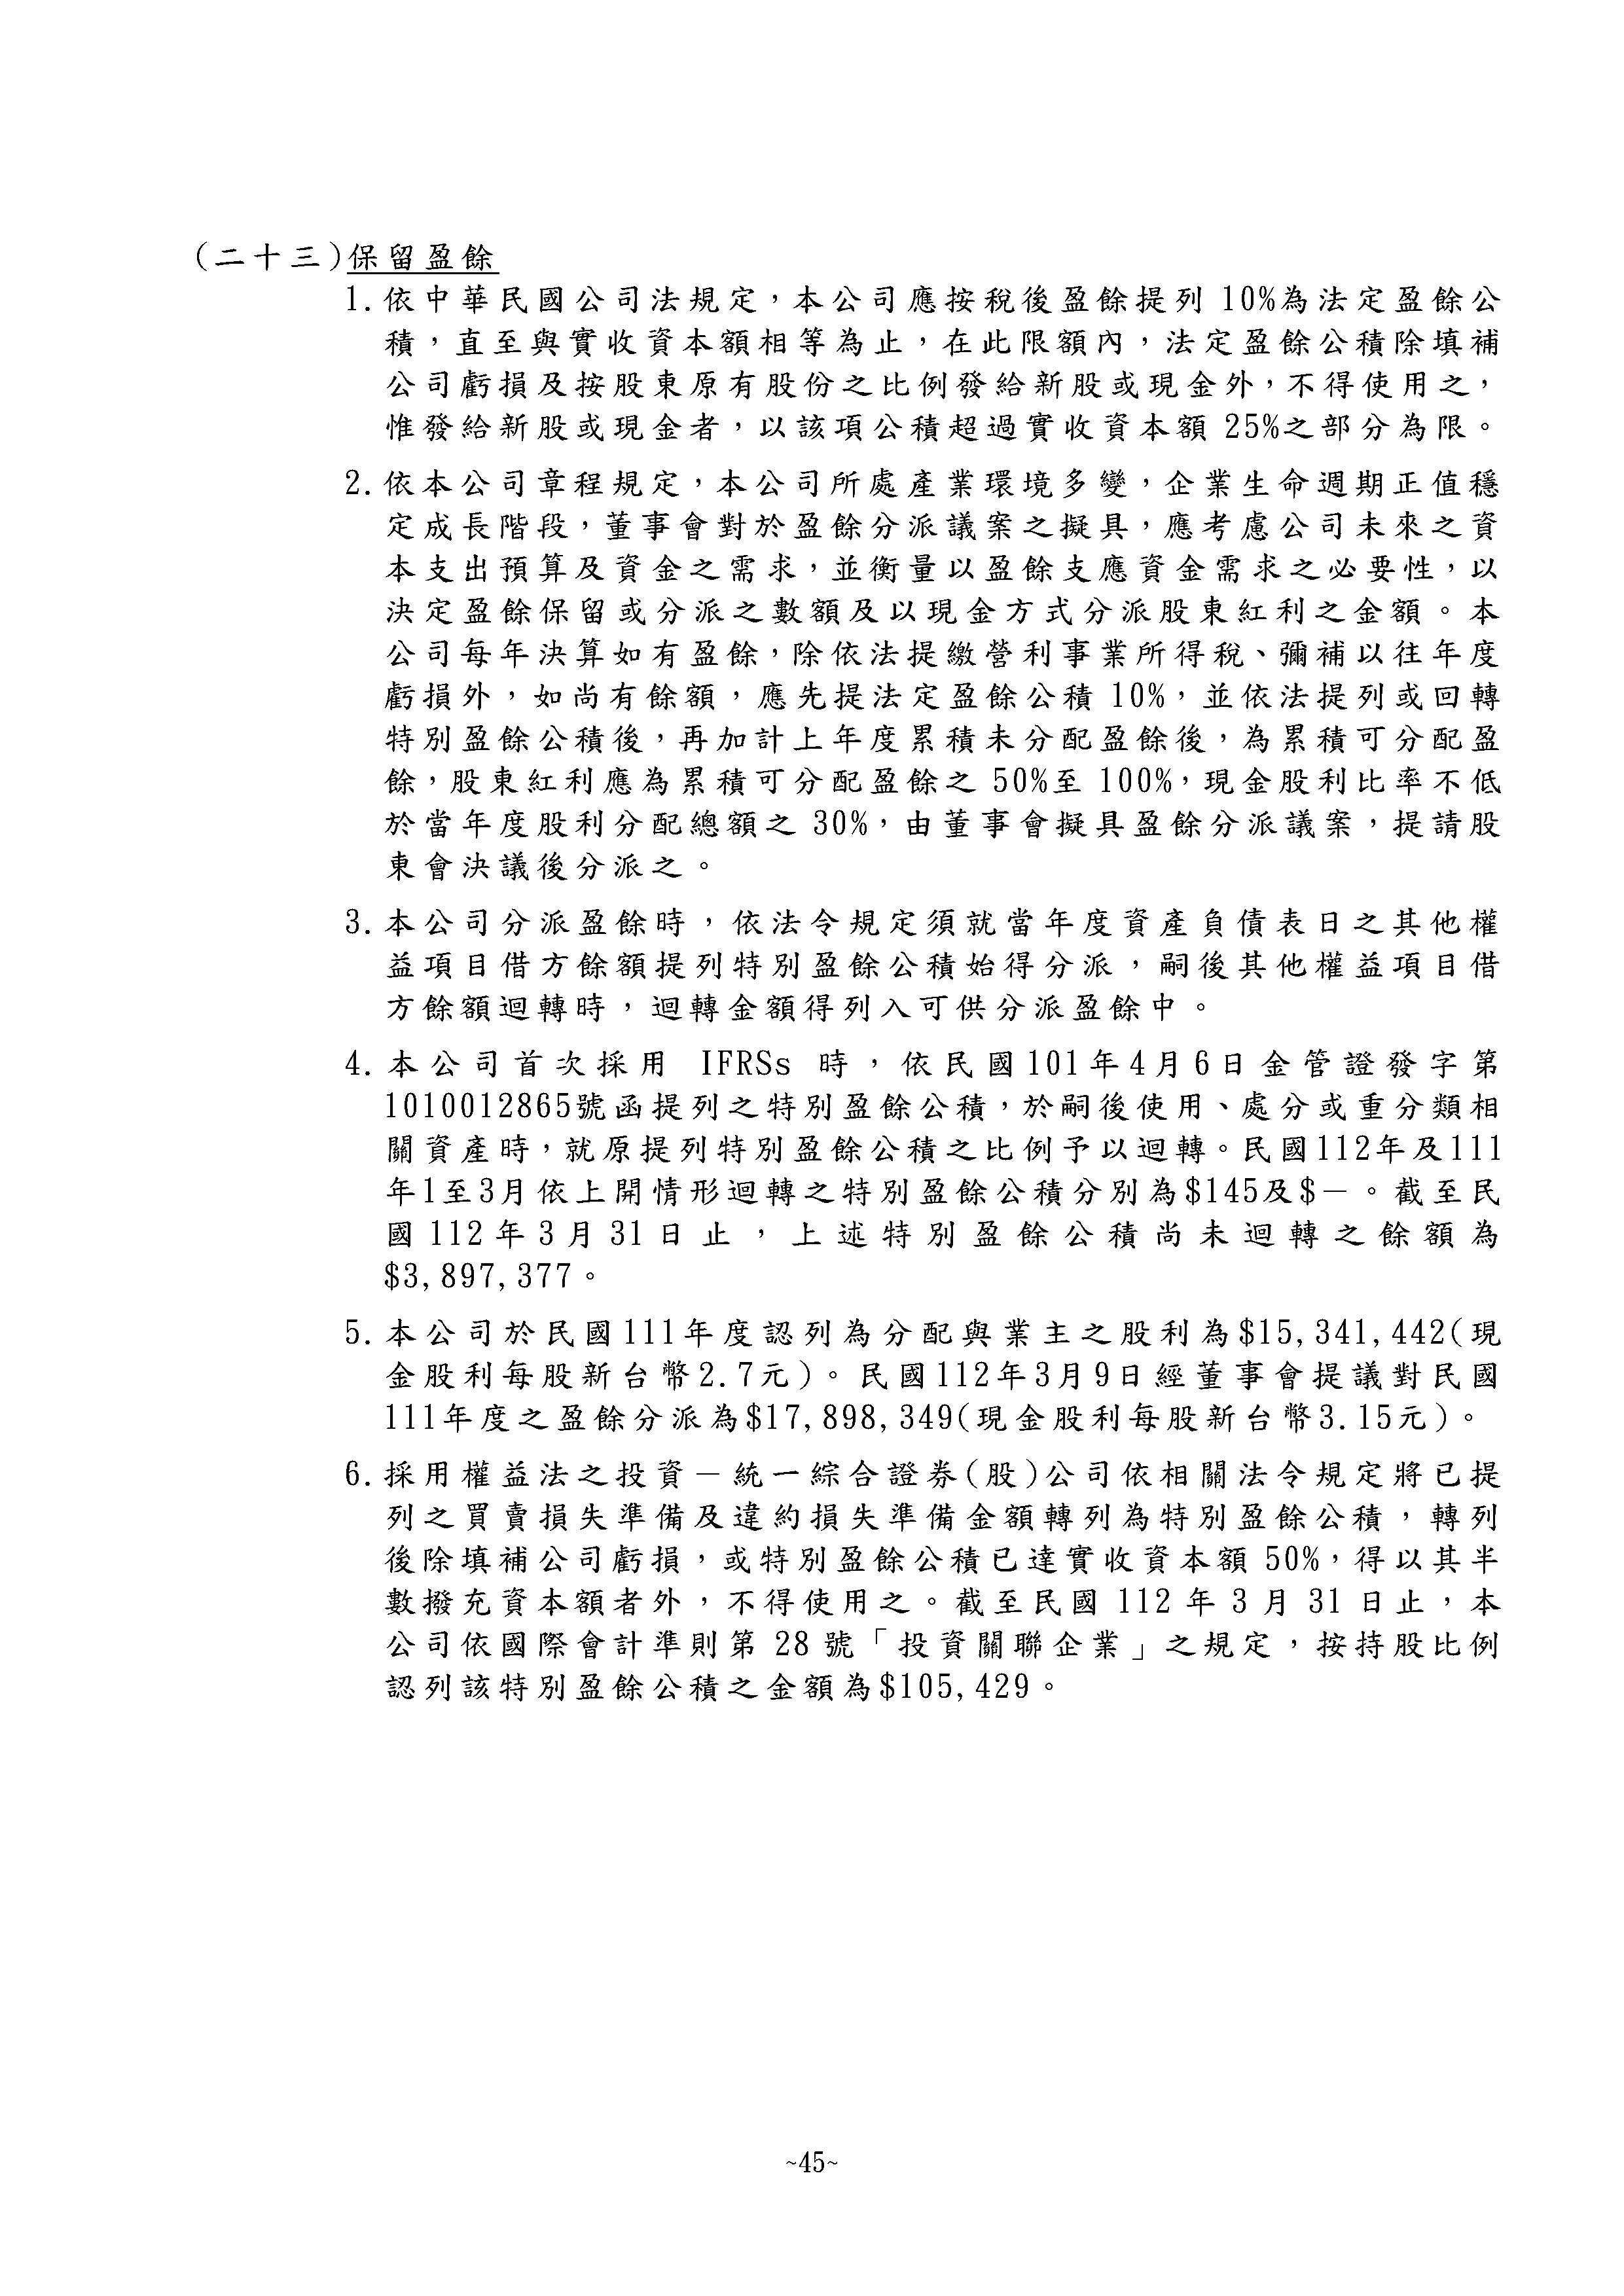 (二十三)保留盈餘
1.依中華民國公司法規定，本公司應按稅後盈餘提列 10%為法定盈餘公
積，直至與實收資本額相等為止，在此限額內，法定盈餘公積除填補
公司虧損及按股東原有股份之比例發給新股或現金外，不得使用之，
惟發給新股或現金者，以該項公積超過實收資本額 25%之部分為限。
2.依本公司章程規定，本公司所處產業環境多變，企業生命週期正值穩
定成長階段，董事會對於盈餘分派議案之擬具，應考慮公司未來之資
本支出預算及資金之需求，並衡量以盈餘支應資金需求之必要性，以
決定盈餘保留或分派之數額及以現金方式分派股東紅利之金額。本
公司每年決算如有盈餘，除依法提繳營利事業所得稅、彌補以往年度
虧損外，如尚有餘額，應先提法定盈餘公積 10%，並依法提列或回轉
特別盈餘公積後，再加計上年度累積未分配盈餘後，為累積可分配盈
餘，股東紅利應為累積可分配盈餘之 50%至 100%，現金股利比率不低
於當年度股利分配總額之 30%，由董事會擬具盈餘分派議案，提請股
東會決議後分派之。
3.本公司分派盈餘時，依法令規定須就當年度資產負債表日之其他權
益項目借方餘額提列特別盈餘公積始得分派，嗣後其他權益項目借
方餘額迴轉時，迴轉金額得列入可供分派盈餘中。
4.本公司首次採用 IFRSs 時，依民國101年4月6日金管證發字第
1010012865號函提列之特別盈餘公積，於嗣後使用、處分或重分類相
關資產時，就原提列特別盈餘公積之比例予以迴轉。民國112年及111
年1至3月依上開情形迴轉之特別盈餘公積分別為$145及$－。截至民
國 112 年 3 月 31 日止，上述特別盈餘公積尚未迴轉之餘額為
$3,897,377。
5.本公司於民國111年度認列為分配與業主之股利為$15,341,442(現
金股利每股新台幣2.7元)。民國112年3月9日經董事會提議對民國
111年度之盈餘分派為$17,898,349(現金股利每股新台幣3.15元)。
6.採用權益法之投資－統一綜合證券(股)公司依相關法令規定將已提
列之買賣損失準備及違約損失準備金額轉列為特別盈餘公積，轉列
後除填補公司虧損，或特別盈餘公積已達實收資本額 50%，得以其半
數撥充資本額者外，不得使用之。截至民國 112 年 3 月 31 日止，本
公司依國際會計準則第 28 號「投資關聯企業」之規定，按持股比例
認列該特別盈餘公積之金額為$105,429。
~45~